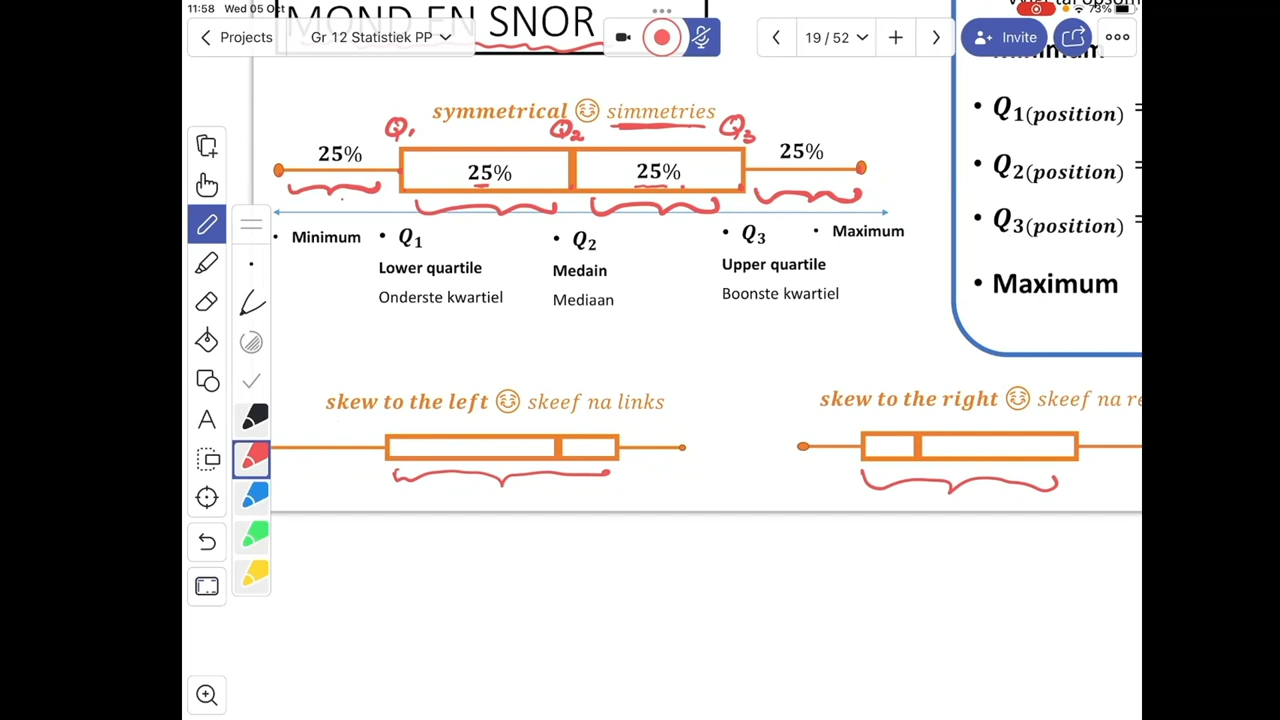 11:58 Wed 05 Oct 73%
MOND EN SNOR
Projects Gr 12 Statistiek PP 19 / 52 Invite
symmetrical simmetries
Q₁ Q₂ Q₃
25% 25% 25% 25%
• Minimum • Q₁ • Q₂ • Q₃ • Maximum
Lower quartile Medain Upper quartile
Onderste kwartiel Mediaan Boonste kwartiel
• Q₁(position) =
• Q₂(position) =
• Q₃(position) =
• Maximum
skew to the left skeef na links
skew to the right skeef na re
A